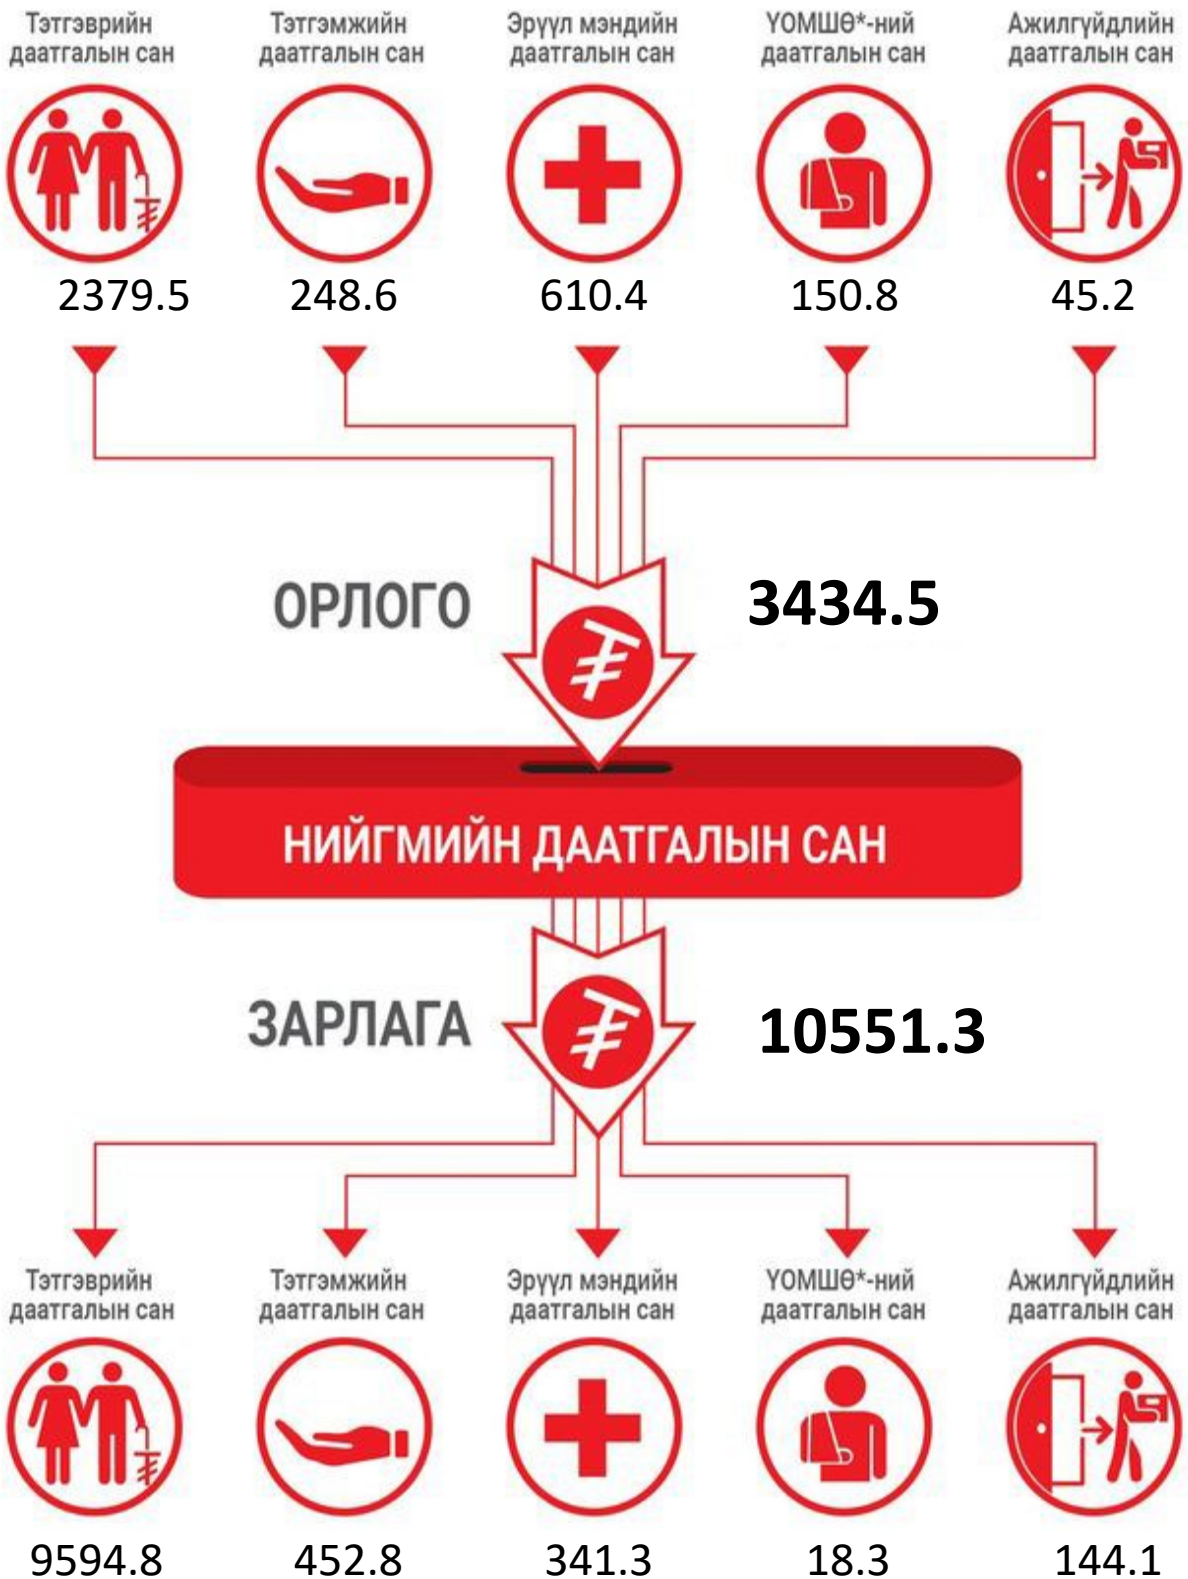 Тэтгэврийн
даатгалын сан
Тэтгэмжийн
даатгалын сан
Эрүүл мэндийн
даатгалын сан
ҮОМШӨ*-ний
даатгалын сан
Ажилгүйдлийн
даатгалын сан
2379.5
248.6
610.4
150.8
45.2
ОРЛОГО
3434.5
₮
НИЙГМИЙН ДААТГАЛЫН САН
ЗАРЛАГА
10551.3
₮
Тэтгэврийн
даатгалын сан
Тэтгэмжийн
даатгалын сан
Эрүүл мэндийн
даатгалын сан
ҮОМШӨ*-ний
даатгалын сан
Ажилгүйдлийн
даатгалын сан
9594.8
452.8
341.3
18.3
144.1